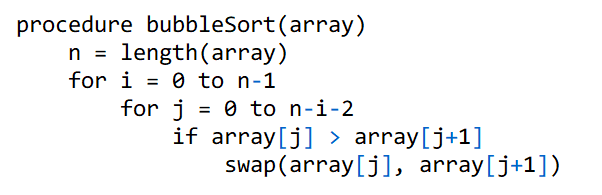 procedure bubbleSort(array)
    n = length(array)
    for i = 0 to n-1
        for j = 0 to n-i-2
            if array[j] > array[j+1]
                swap(array[j], array[j+1])